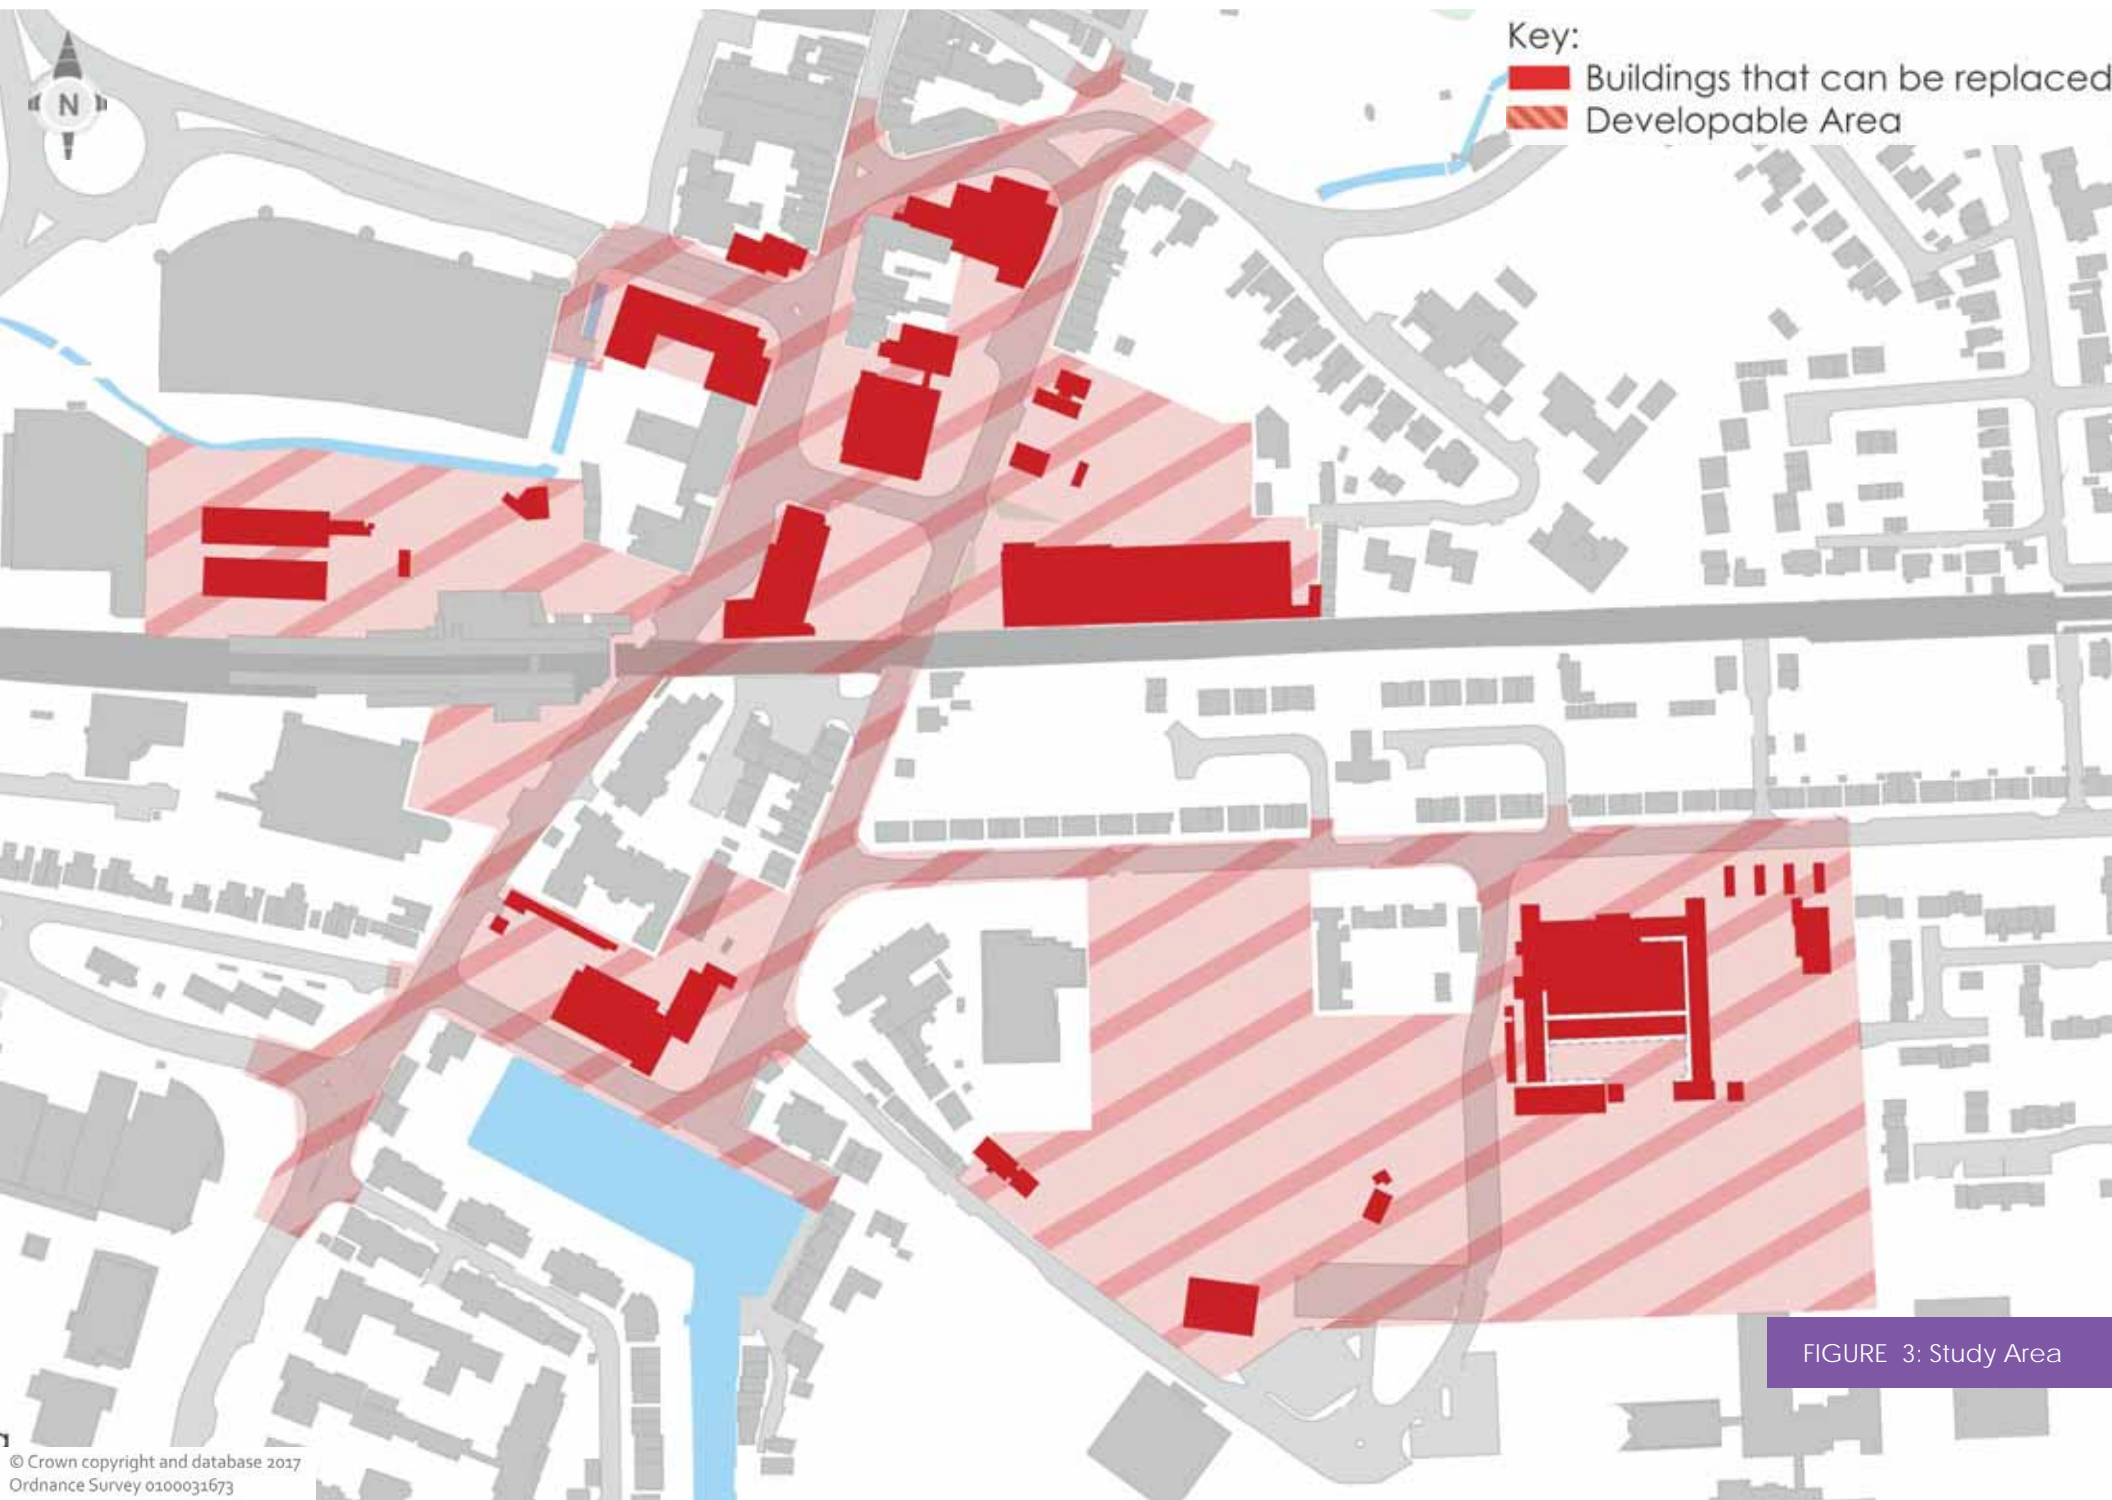 Key:
Buildings that can be replaced
Developable Area
N
FIGURE 3: Study Area
© Crown copyright and database 2017
Ordnance Survey 0100031673